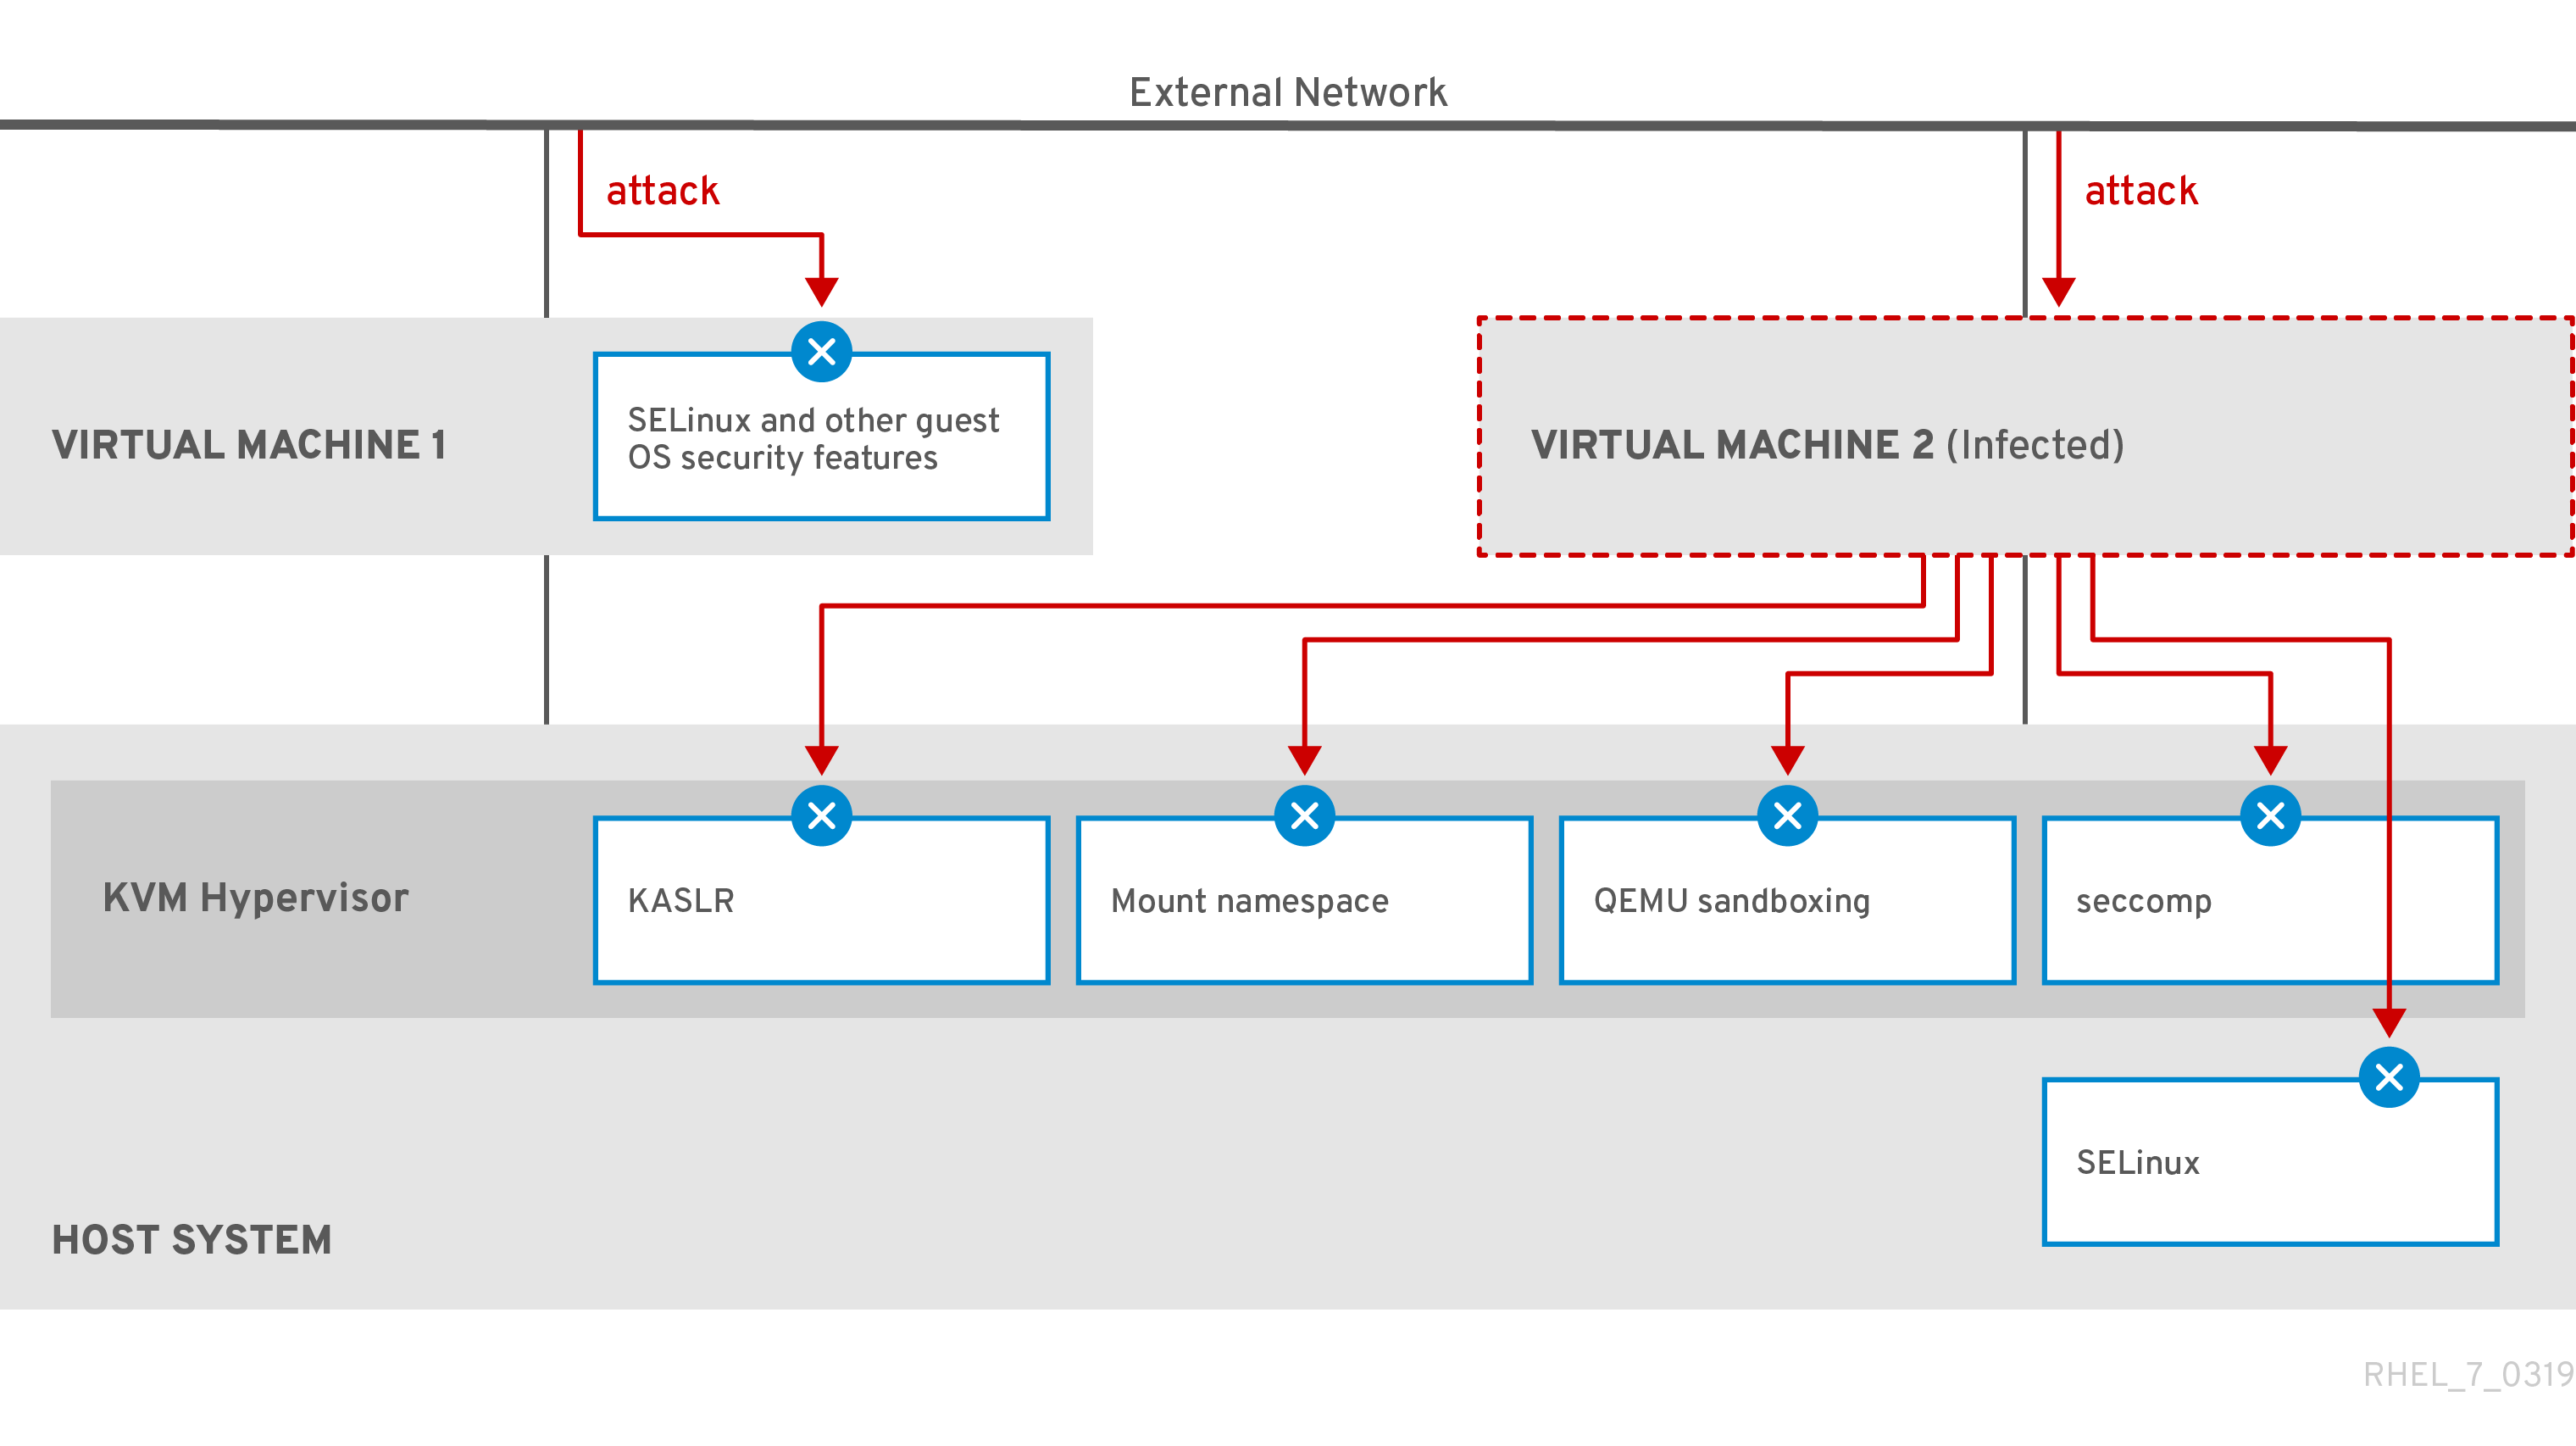 External Network
attack
attack
VIRTUAL MACHINE 1
SELinux and other guest
OS security features
VIRTUAL MACHINE 2 (Infected)
KVM Hypervisor
KASLR
Mount namespace
QEMU sandboxing
seccomp
SELinux
HOST SYSTEM
RHEL_7_0319